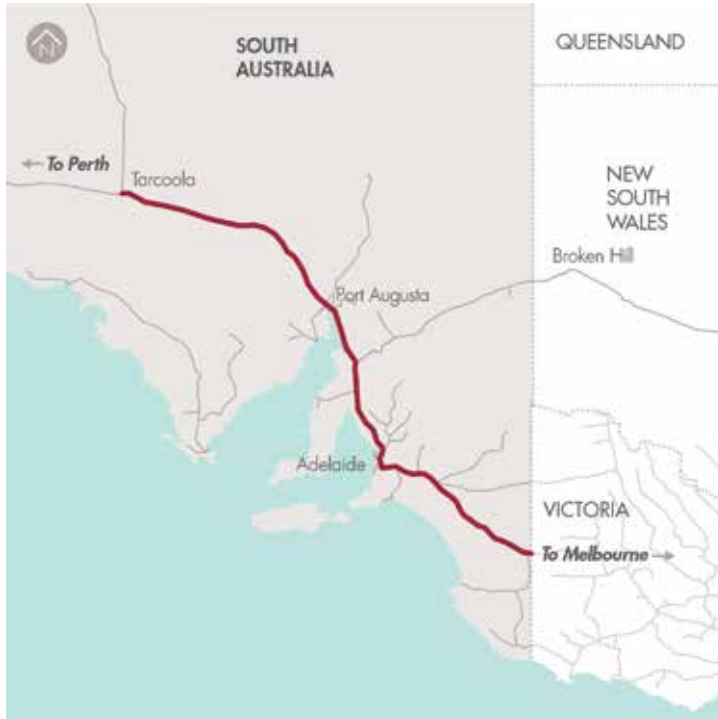 N
SOUTH
AUSTRALIA
QUEENSLAND
To Perth
Tarcoola
NEW
SOUTH
WALES
Broken Hill
Port Augusta
Adelaide
VICTORIA
To Melbourne